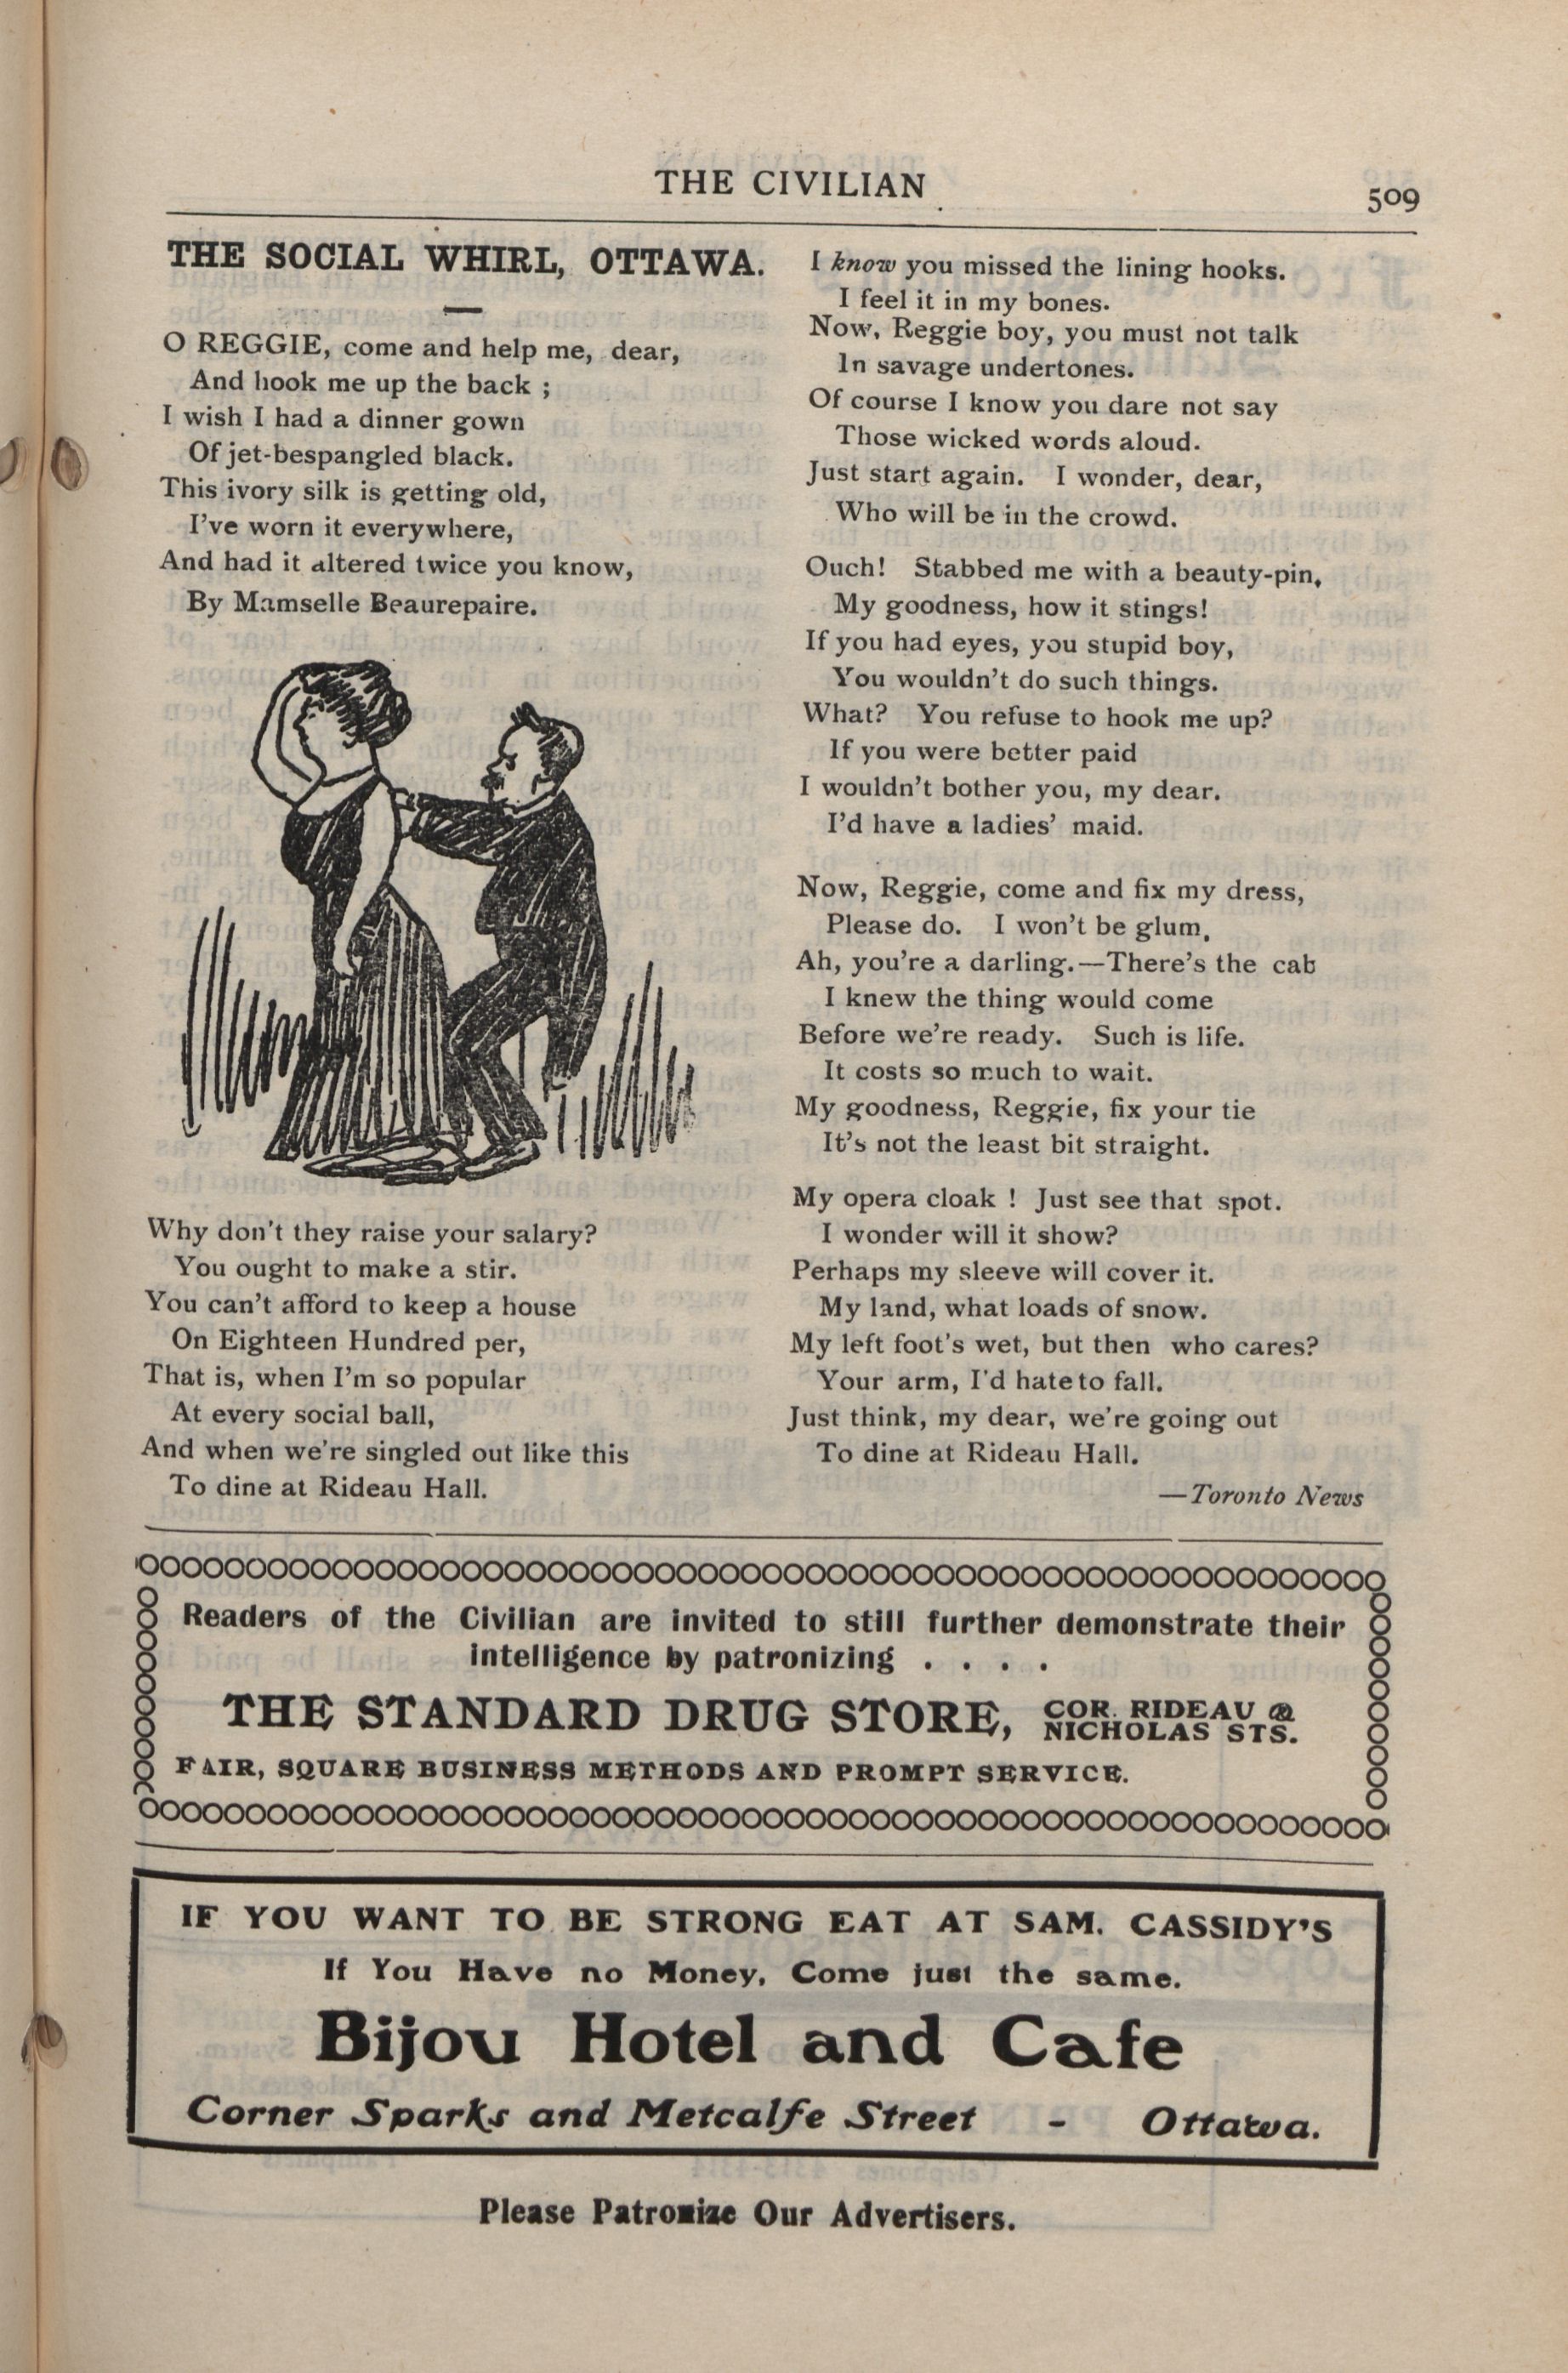 THE CIVILIAN
509
THE SOCIAL WHIRL, OTTAWA.
O REGGIE, come and help me, dear,
And hook me up the back ;
I wish I had a dinner gown
Of jet-bespangled black.
This ivory silk is getting old,
I've worn it everywhere,
And had it altered twice you know,
By Mamselle Beaurepaire.
Why don't they raise your salary?
You ought to make a stir.
You can't afford to keep a house
On Eighteen Hundred per,
That is, when I'm so popular
At every social ball,
And when we're singled out like this
To dine at Rideau Hall.
I know you missed the lining hooks.
I feel it in my bones.
Now, Reggie boy, you must not talk
In savage undertones.
Of course I know you dare not say
Those wicked words aloud.
Just start again. I wonder, dear,
Who will be in the crowd.
Ouch! Stabbed me with a beauty-pin,
My goodness, how it stings!
If you had eyes, you stupid boy,
You wouldn't do such things.
What? You refuse to hook me up?
If you were better paid
I wouldn't bother you, my dear.
I'd have a ladies' maid.
Now, Reggie, come and fix my dress,
Please do. I won't be glum,
Ah, you're a darling.—There's the cab
I knew the thing would come
Before we're ready. Such is life.
It costs so much to wait.
My goodness, Reggie, fix your tie
It's not the least bit straight.
My opera cloak ! Just see that spot.
I wonder will it show?
Perhaps my sleeve will cover it.
My land, what loads of snow.
My left foot's wet, but then who cares?
Your arm, I'd hate to fall.
Just think, my dear, we're going out
To dine at Rideau Hall.
—Toronto News
Readers of the Civilian are invited to still further demonstrate their
intelligence by patronizing . . . .
THE STANDARD DRUG STORE, COR. RIDEAU &
NICHOLAS STS.
FAIR, SQUARE BUSINESS METHODS AND PROMPT SERVICE.
IF YOU WANT TO BE STRONG EAT AT SAM. CASSIDY'S
If You Have no Money, Come just the same.
Bijou Hotel and Cafe
Corner Sparks and Metcalfe Street - Ottawa.
Please Patronize Our Advertisers.